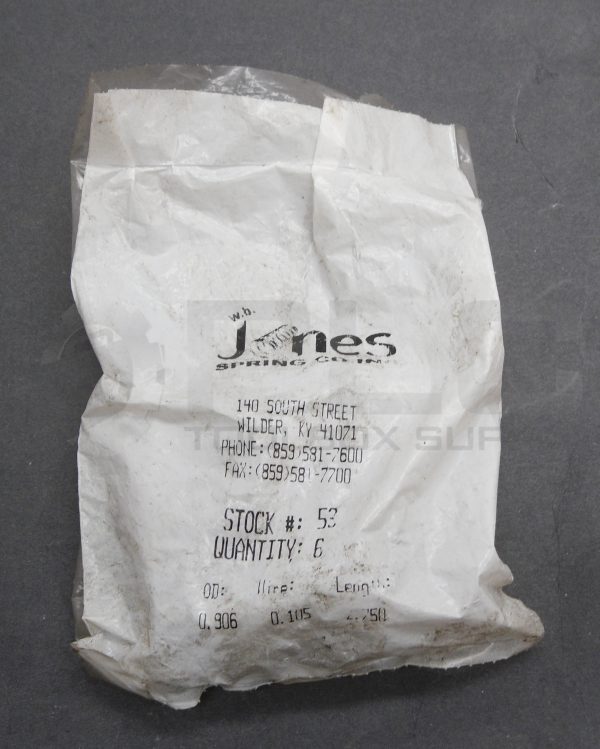 w.b.
Jones
SPRING CO INC
140 SOUTH STREET
WILDER, KY 41071
PHONE:(859)581-7600
FAX:(859)581-7700
STOCK #: 53
QUANTITY: 6
OD: Wire: Length:
0.906 0.105